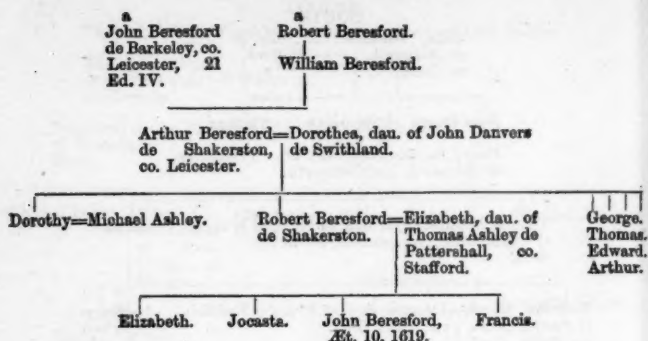 a
John Beresford
de Barkeley, co.
Leicester, 21
Ed. IV.
a
Robert Beresford.
William Beresford.
Arthur Beresford=Dorothea, dau. of John Danvers
de Shakerston, de Swithland.
co. Leicester.
Dorothy=Michael Ashley.
Robert Beresford=Elizabeth, dau. of
de Shakerston. Thomas Ashley de
Pattershall, co.
Stafford.
George.
Thomas.
Edward.
Arthur.
Elizabeth. Jocasta. John Beresford, Francis.
Æt. 10, 1619.